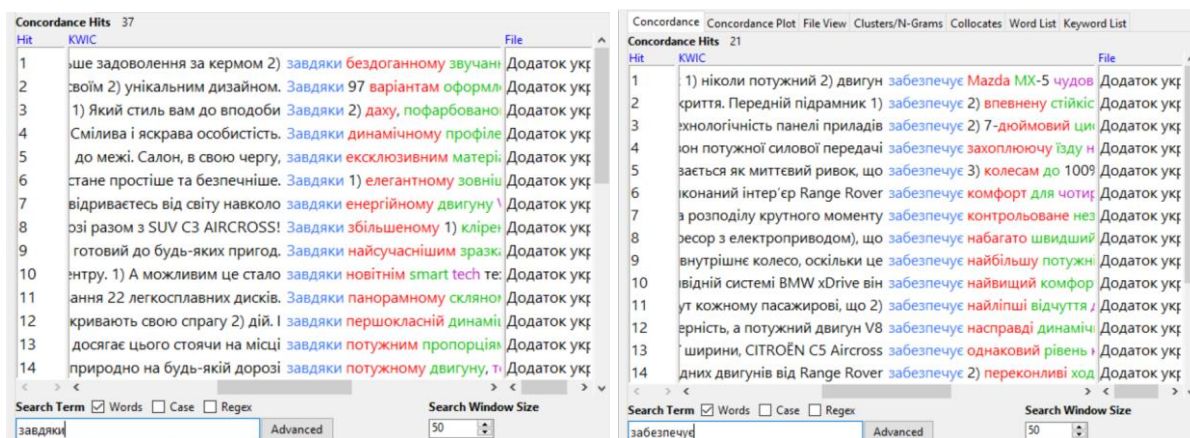 Concordance Hits 37
Hit KWIC File
1 ьше задоволення за кермом 2) завдяки бездоганному звучан Додаток укр
2 своїм 2) унікальним дизайном. Завдяки 97 варіантам оформл Додаток укр
3 1) Який стиль вам до вподоби Завдяки 2) даху, пофарбовано Додаток укр
4 Смілива і яскрава особистість. Завдяки динамічному профіле Додаток укр
5 до межі. Салон, в свою чергу, завдяки ексклюзивним матеріа Додаток укр
6 стане простіше та безпечніше. Завдяки 1) елегантному зовніш Додаток укр
7 відриваєтесь від світу навколо завдяки енергійному двигуну V Додаток укр
8 озі разом з SUV C3 AIRCROSS! Завдяки збільшеному 1) клірен Додаток укр
9 готовий до будь-яких пригод. Завдяки найсучаснішим зразка Додаток укр
10 ентру. 1) А можливим це стало завдяки новітнім smart tech те Додаток укр
11 ання 22 легкосплавних дисків. Завдяки панорамному скляно Додаток укр
12 кривають свою спрагу 2) дій. І завдяки першокласній динамі Додаток укр
13 досягає цього стоячи на місці завдяки потужним пропорція Додаток укр
14 природно на будь-якій дорозі завдяки потужному двигуну, т Додаток укр
Search Term Words Case Regex Search Window Size
завдяки Advanced 50
Concordance Concordance Plot File View Clusters/N-Grams Collocates Word List Keyword List
Concordance Hits 21
Hit KWIC File
1 . 1) ніколи потужний 2) двигун забезпечує Mazda MX-5 чудов Додаток укр
2 криття. Передній підрамник 1) забезпечує 2) впевнену стійкіс Додаток укр
3 ехнологічність панелі приладів забезпечує 2) 7-дюймовий ци Додаток укр
4 он потужної силової передачі забезпечує захоплюючу їзду н Додаток укр
5 вається як миттєвий ривок, що забезпечує 3) колесам до 100% Додаток укр
6 иконаний інтер'єр Range Rover забезпечує комфорт для чотир Додаток укр
7 а розподілу крутного моменту забезпечує контрольоване нез Додаток укр
8 ресор з електроприводом), що забезпечує набагато швидший Додаток укр
9 внутрішнє колесо, оскільки це забезпечує найбільшу потужн Додаток укр
10 відній системі BMW xDrive він забезпечує найвищий комфор Додаток укр
11 ут кожному пасажирові, що 2) забезпечує найліпші відчуття Додаток укр
12 ерність, а потужний двигун V8 забезпечує насправді динаміч Додаток укр
13 ширини, CITROËN C5 Aircross забезпечує однаковий рівень Додаток укр
14 дних двигунів від Range Rover забезпечує 2) переконливі ход Додаток укр
Search Term Words Case Regex Search Window Size
забезпечує Advanced 50